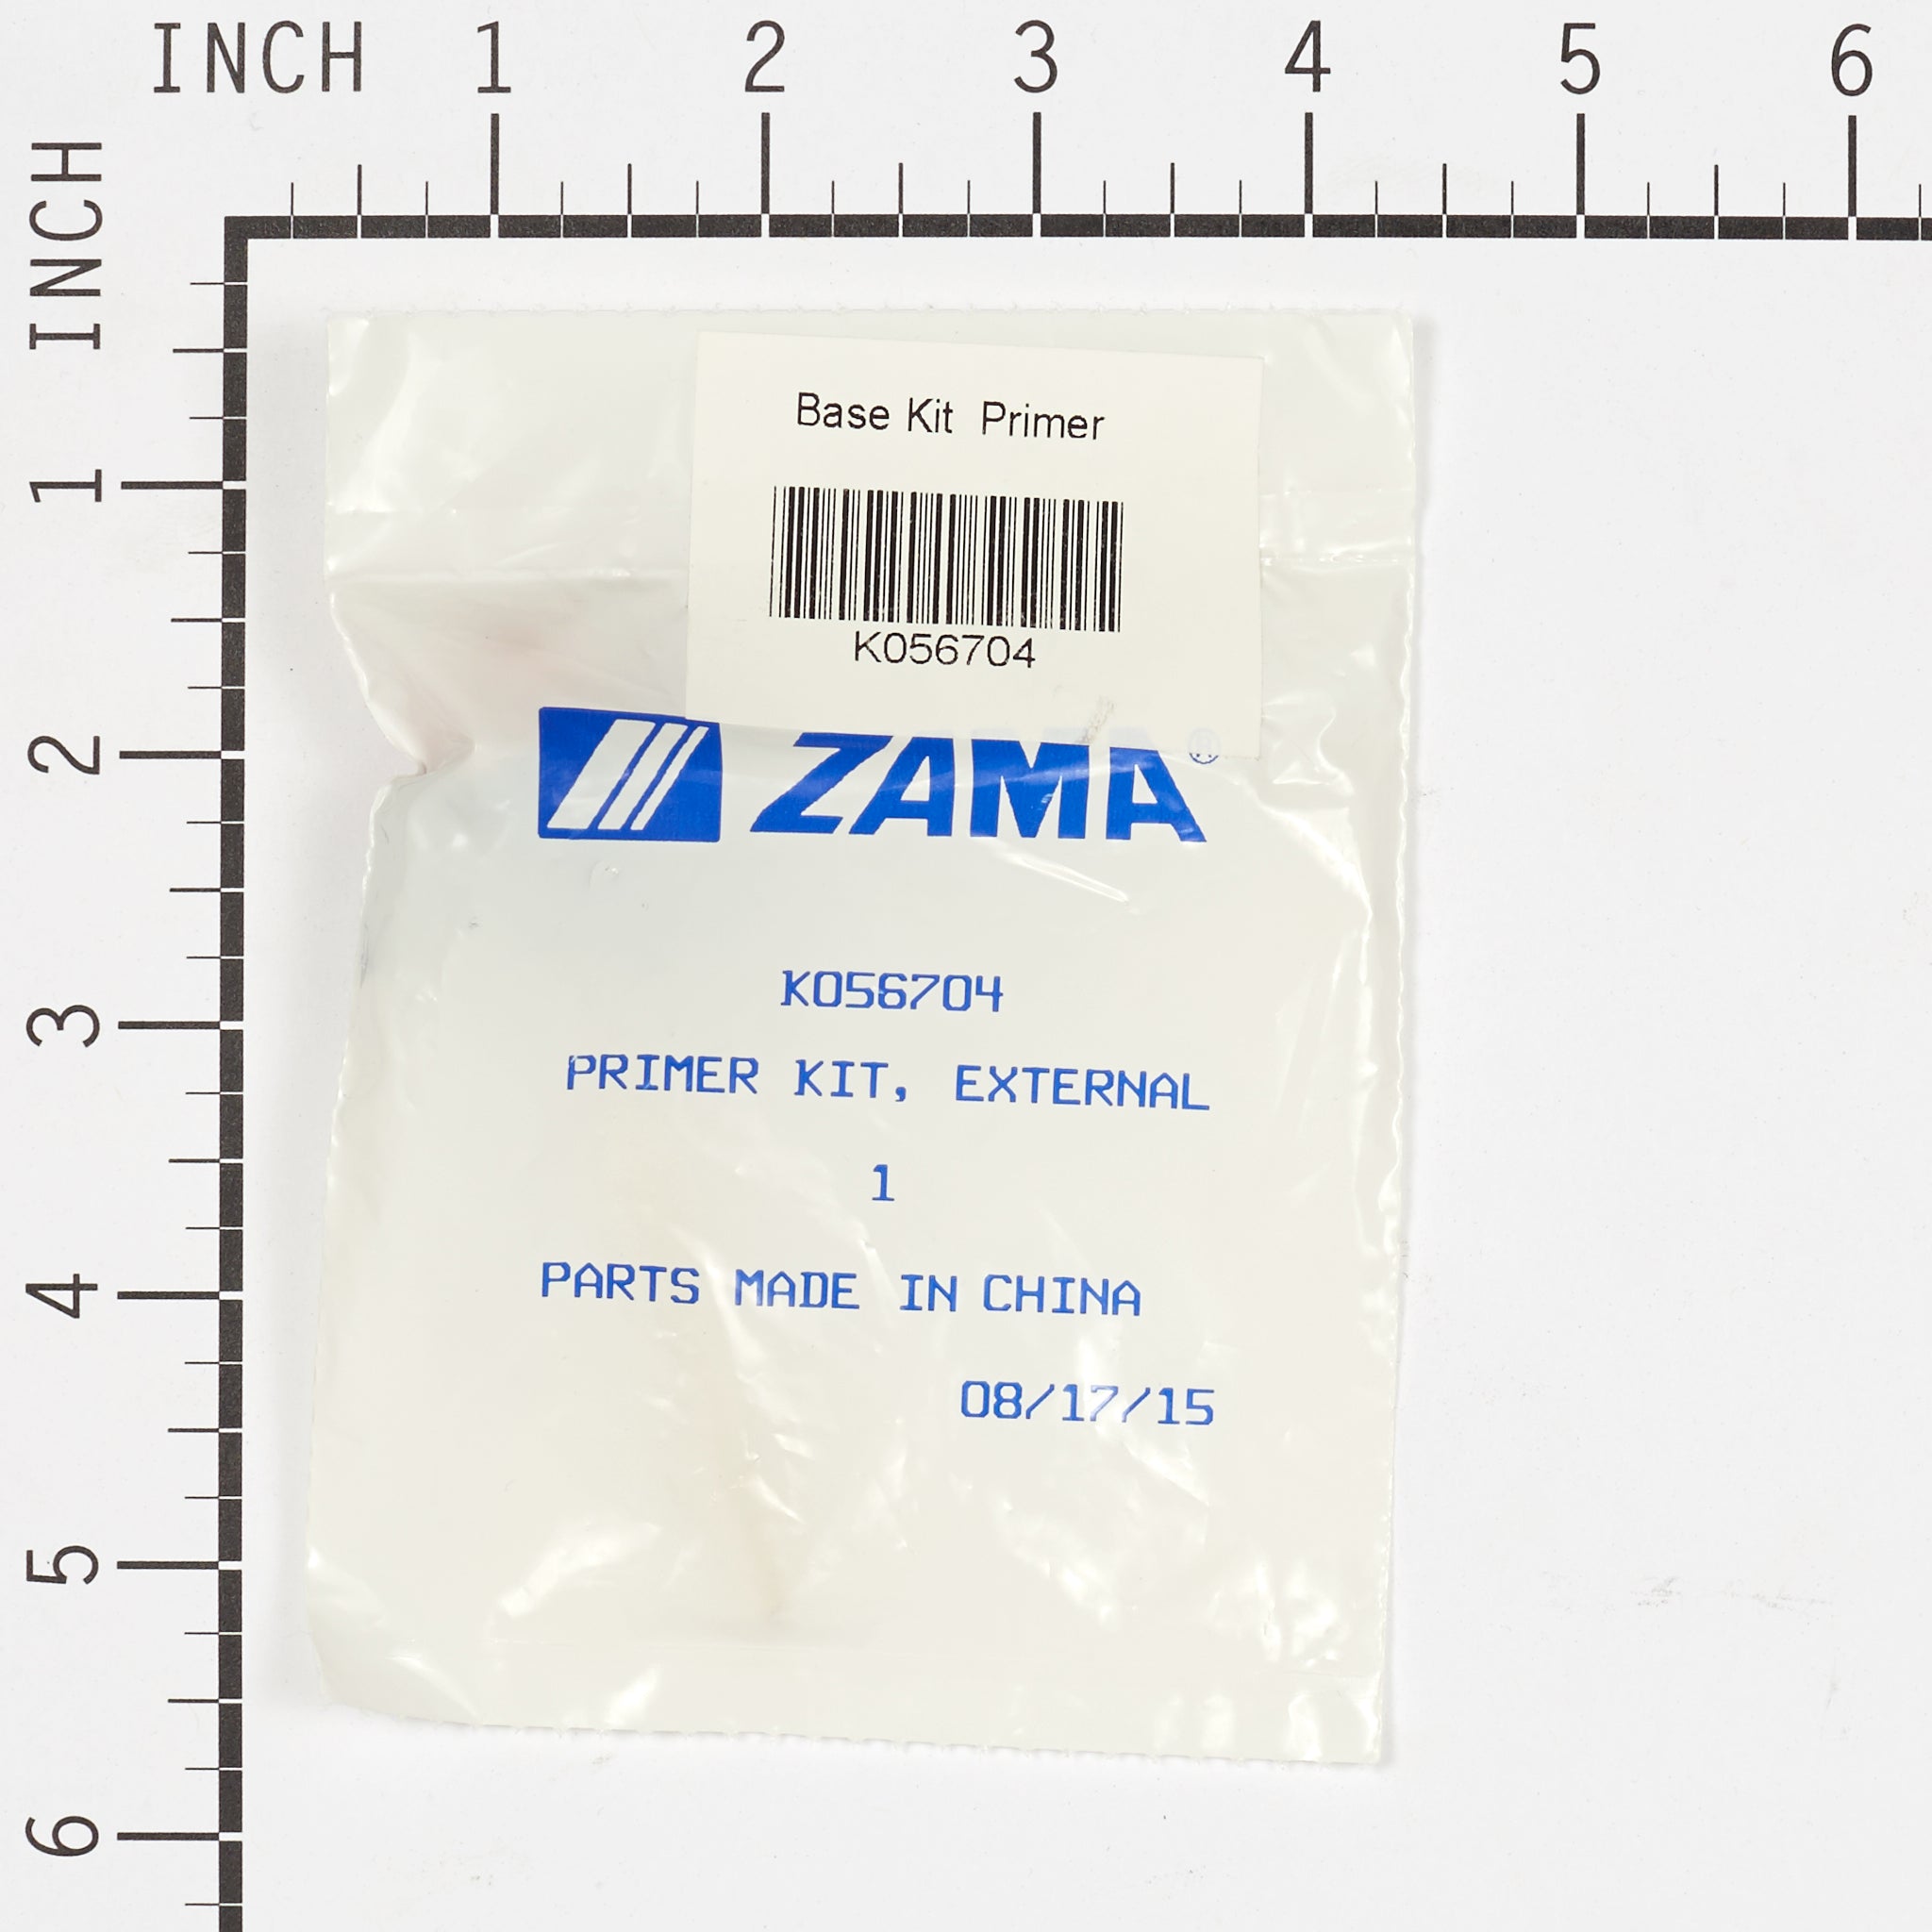 INCH 1 2 3 4 5 6
INCH
1
2
3
4
5
6
Base Kit  Primer
K056704
ZAMA®
K056704
PRIMER KIT, EXTERNAL
1
PARTS MADE IN CHINA
08/17/15